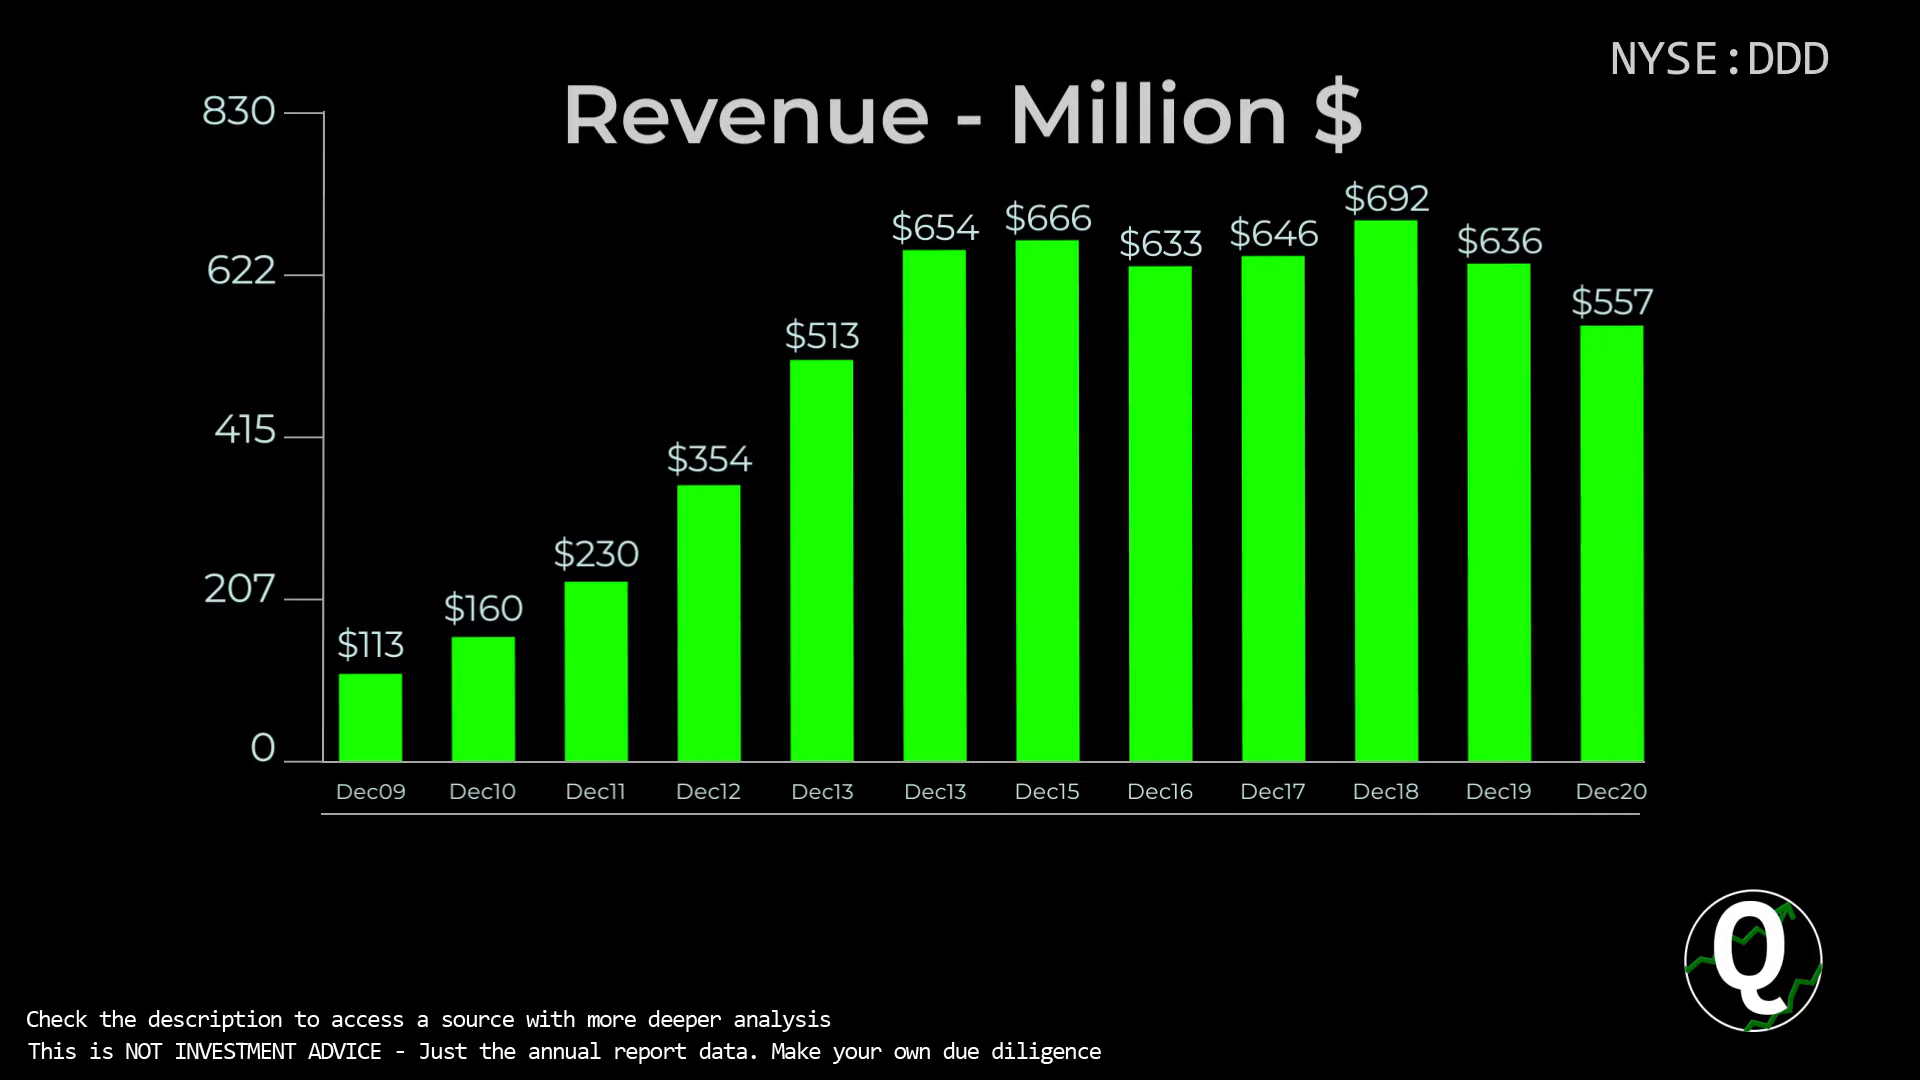 NYSE:DDD
Revenue - Million $
830
622
415
207
0
$113
$160
$230
$354
$513
$654
$666
$633
$646
$692
$636
$557
Dec09 Dec10 Dec11 Dec12 Dec13 Dec13 Dec15 Dec16 Dec17 Dec18 Dec19 Dec20
Q
Check the description to access a source with more deeper analysis
This is NOT INVESTMENT ADVICE - Just the annual report data. Make your own due diligence